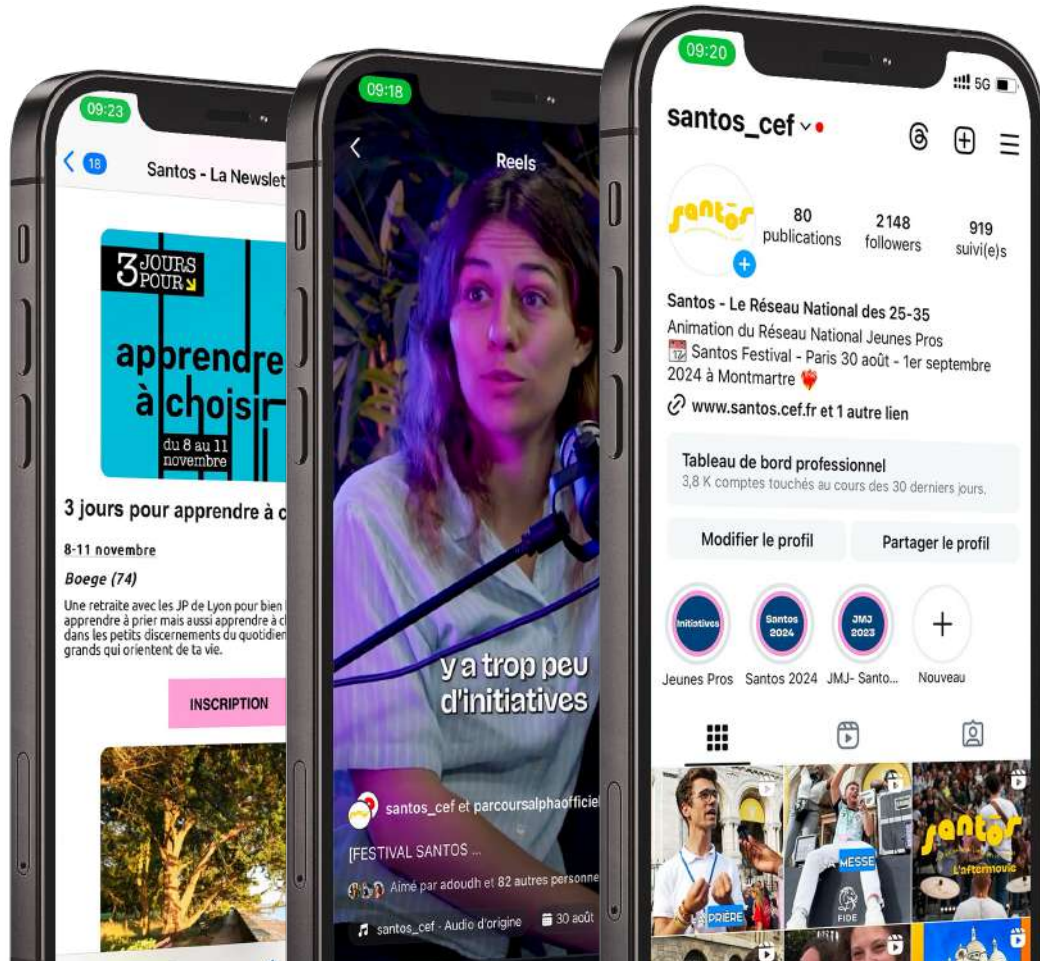 09:23
18
Santos - La Newslet
3 JOURS
POUR
apprendre
à choisir
du 8 au 11
novembre
3 jours pour apprendre à c
8-11 novembre
Boege (74)
Une retraite avec les JP de Lyon pour bien
apprendre à prier mais aussi apprendre à c
dans les petits discernements du quotidien
grands qui orientent de ta vie.
INSCRIPTION
09:18
Reels
y a trop peu
d'initiatives
santos_cef et parcoursalphaofficiel
[FESTIVAL SANTOS ...
Aimé par adoudh et 82 autres personne
santos_cef · Audio d'origine
30 août
09:20
5G
santos_cef
santos
80
publications
2148
followers
919
suivi(e)s
Santos - Le Réseau National des 25-35
Animation du Réseau National Jeunes Pros
Santos Festival - Paris 30 août - 1er septembre
2024 à Montmartre
www.santos.cef.fr et 1 autre lien
Tableau de bord professionnel
3,8 K comptes touchés au cours des 30 derniers jours.
Modifier le profil
Partager le profil
Initiatives
Santos
2024
JMJ
2023
Jeunes Pros
Santos 2024
JMJ- Santo...
Nouveau
PRIÈRE
LA MESSE
FIDE
santos
L'aftermovie